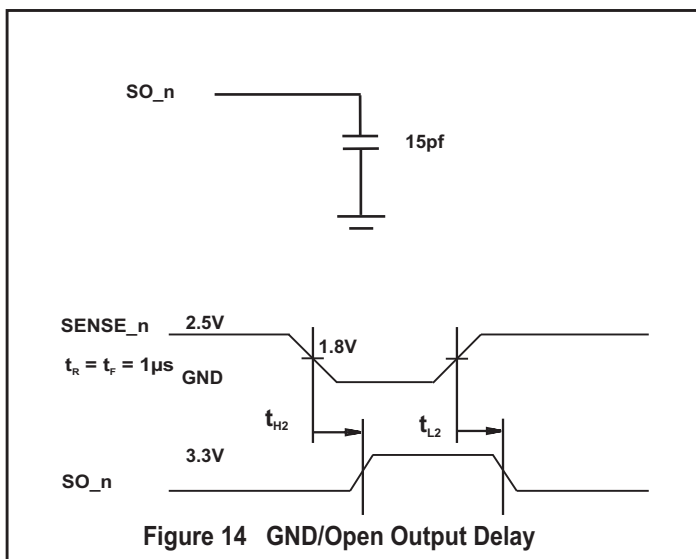 SO_n
15pf
SENSE_n 2.5V
1.8V
tR = tF = 1µs GND
tH2 tL2
3.3V
SO_n
Figure 14 GND/Open Output Delay